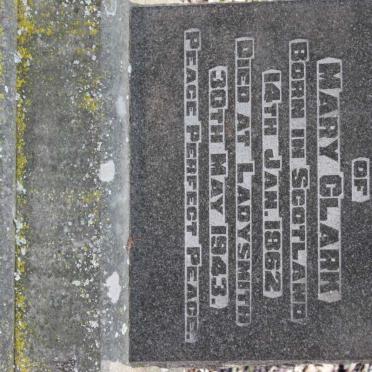 OF
MARY CLARK
BORN IN SCOTLAND
14TH JAN. 1862
DIED AT LADYSMITH
30TH MAY 1943.
PEACE PERFECT PEACE.